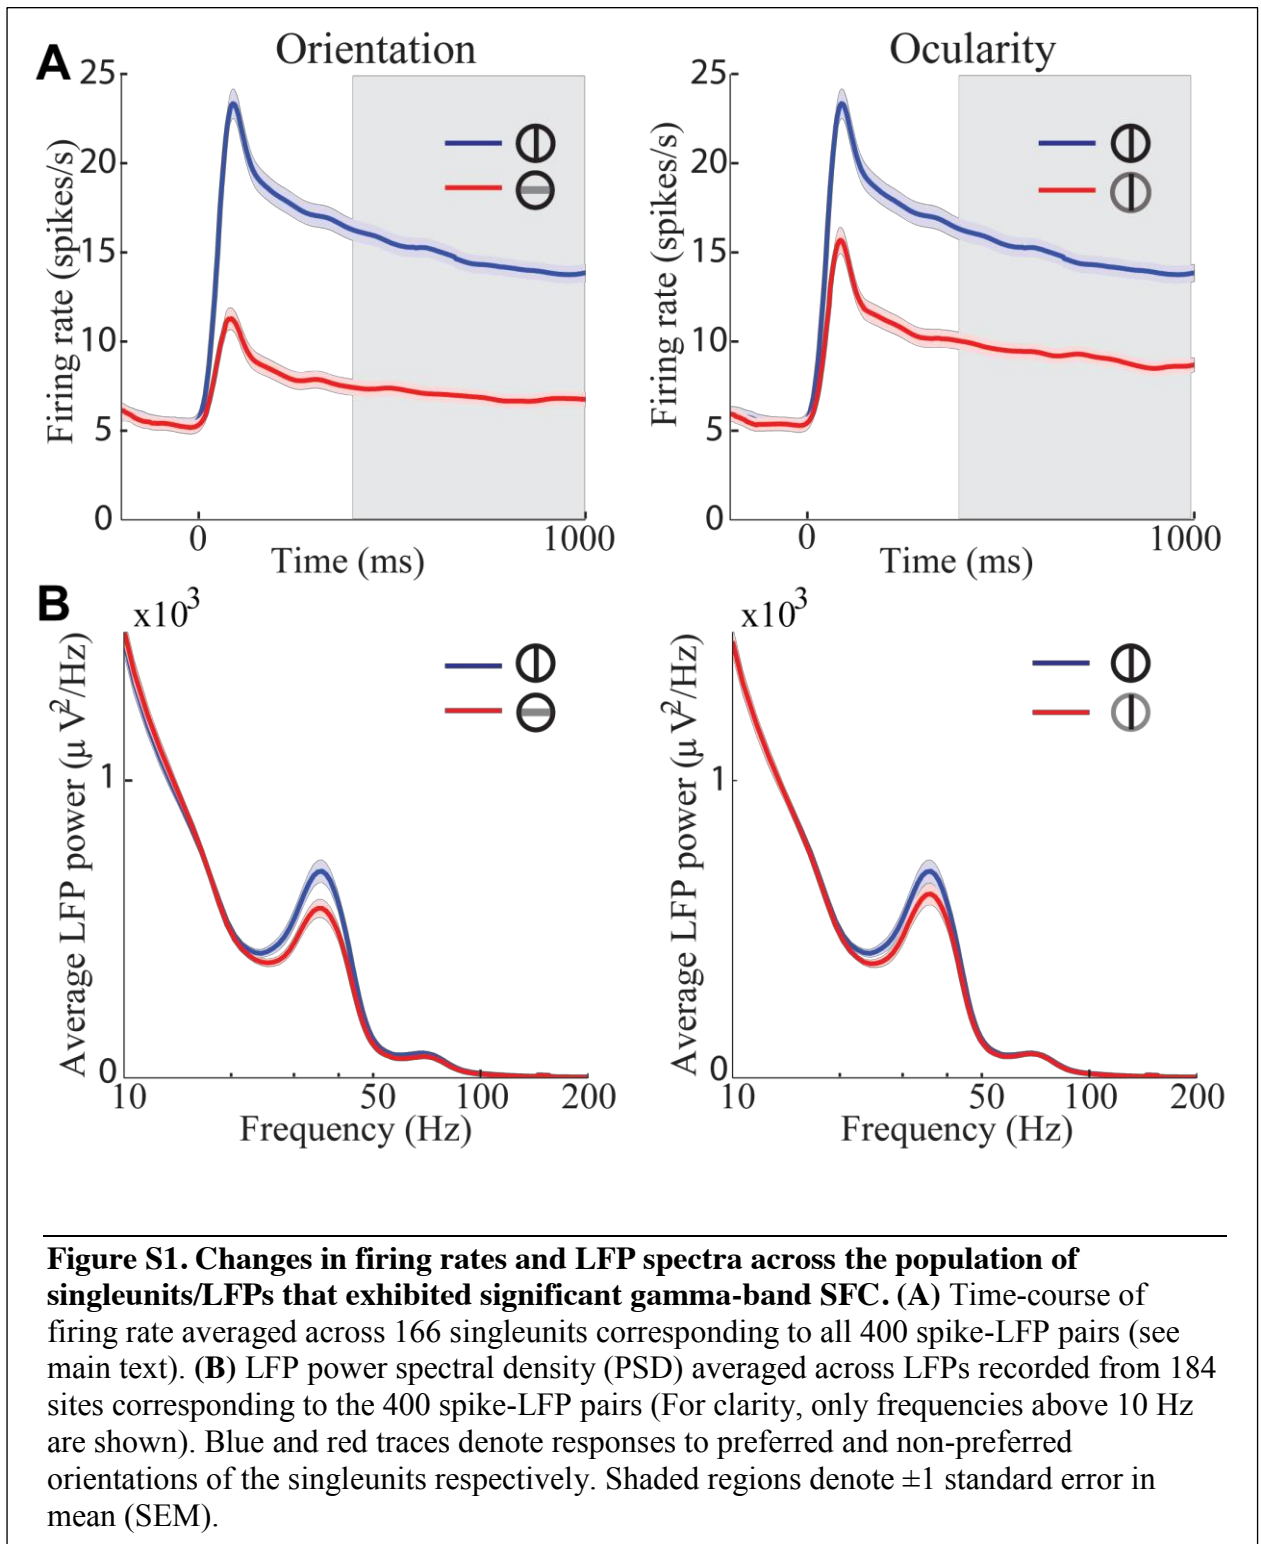 A
Orientation
Ocularity
25
20
15
10
5
0
Firing rate (spikes/s)
0
1000
Time (ms)
25
20
15
10
5
0
Firing rate (spikes/s)
0
1000
Time (ms)
B
x10³
Average LFP power (μ V²/Hz)
1
0
10
50
100
200
Frequency (Hz)
x10³
Average LFP power (μ V²/Hz)
1
0
10
50
100
200
Frequency (Hz)
Figure S1. Changes in firing rates and LFP spectra across the population of
singleunits/LFPs that exhibited significant gamma-band SFC. (A) Time-course of
firing rate averaged across 166 singleunits corresponding to all 400 spike-LFP pairs (see
main text). (B) LFP power spectral density (PSD) averaged across LFPs recorded from 184
sites corresponding to the 400 spike-LFP pairs (For clarity, only frequencies above 10 Hz
are shown). Blue and red traces denote responses to preferred and non-preferred
orientations of the singleunits respectively. Shaded regions denote ±1 standard error in
mean (SEM).